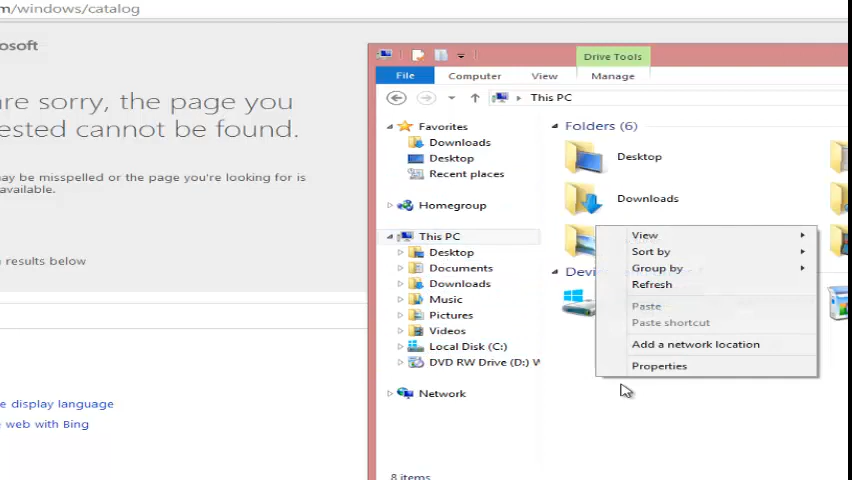 m/windows/catalog
osoft
re sorry, the page you
ested cannot be found.
ay be misspelled or the page you're looking for is
available.
results below
e display language
web with Bing
Drive Tools
File
Computer
View
Manage
This PC
Favorites
Downloads
Desktop
Recent places
Homegroup
This PC
Desktop
Documents
Downloads
Music
Pictures
Videos
Local Disk (C:)
DVD RW Drive (D:) W
Network
8 items
Folders (6)
Desktop
Downloads
Devi
View
Sort by
Group by
Refresh
Paste
Paste shortcut
Add a network location
Properties